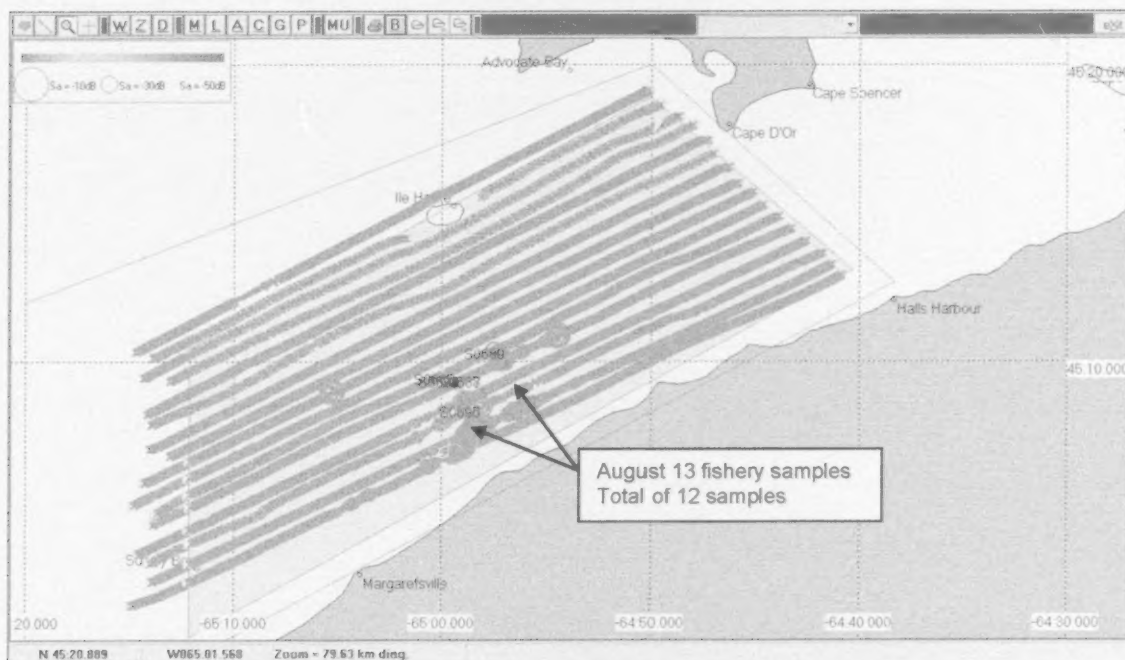 W Z D M L A C G P MU B
Sa = -10dB Sa = -30dB Sa = -50dB
Advocate Bay
45 20 000
Cape Spencer
Cape D'Or
Ile
Halls Harbour
S0690
45 10 000
S0695
August 13 fishery samples
Total of 12 samples
Margaretsville
20 000 -65 10 000 -65 00 000 -64 50 000 -64 40 000 -64 30 000
N 45:20.889 W065.01.568 Zoom = 79.63 km diag.